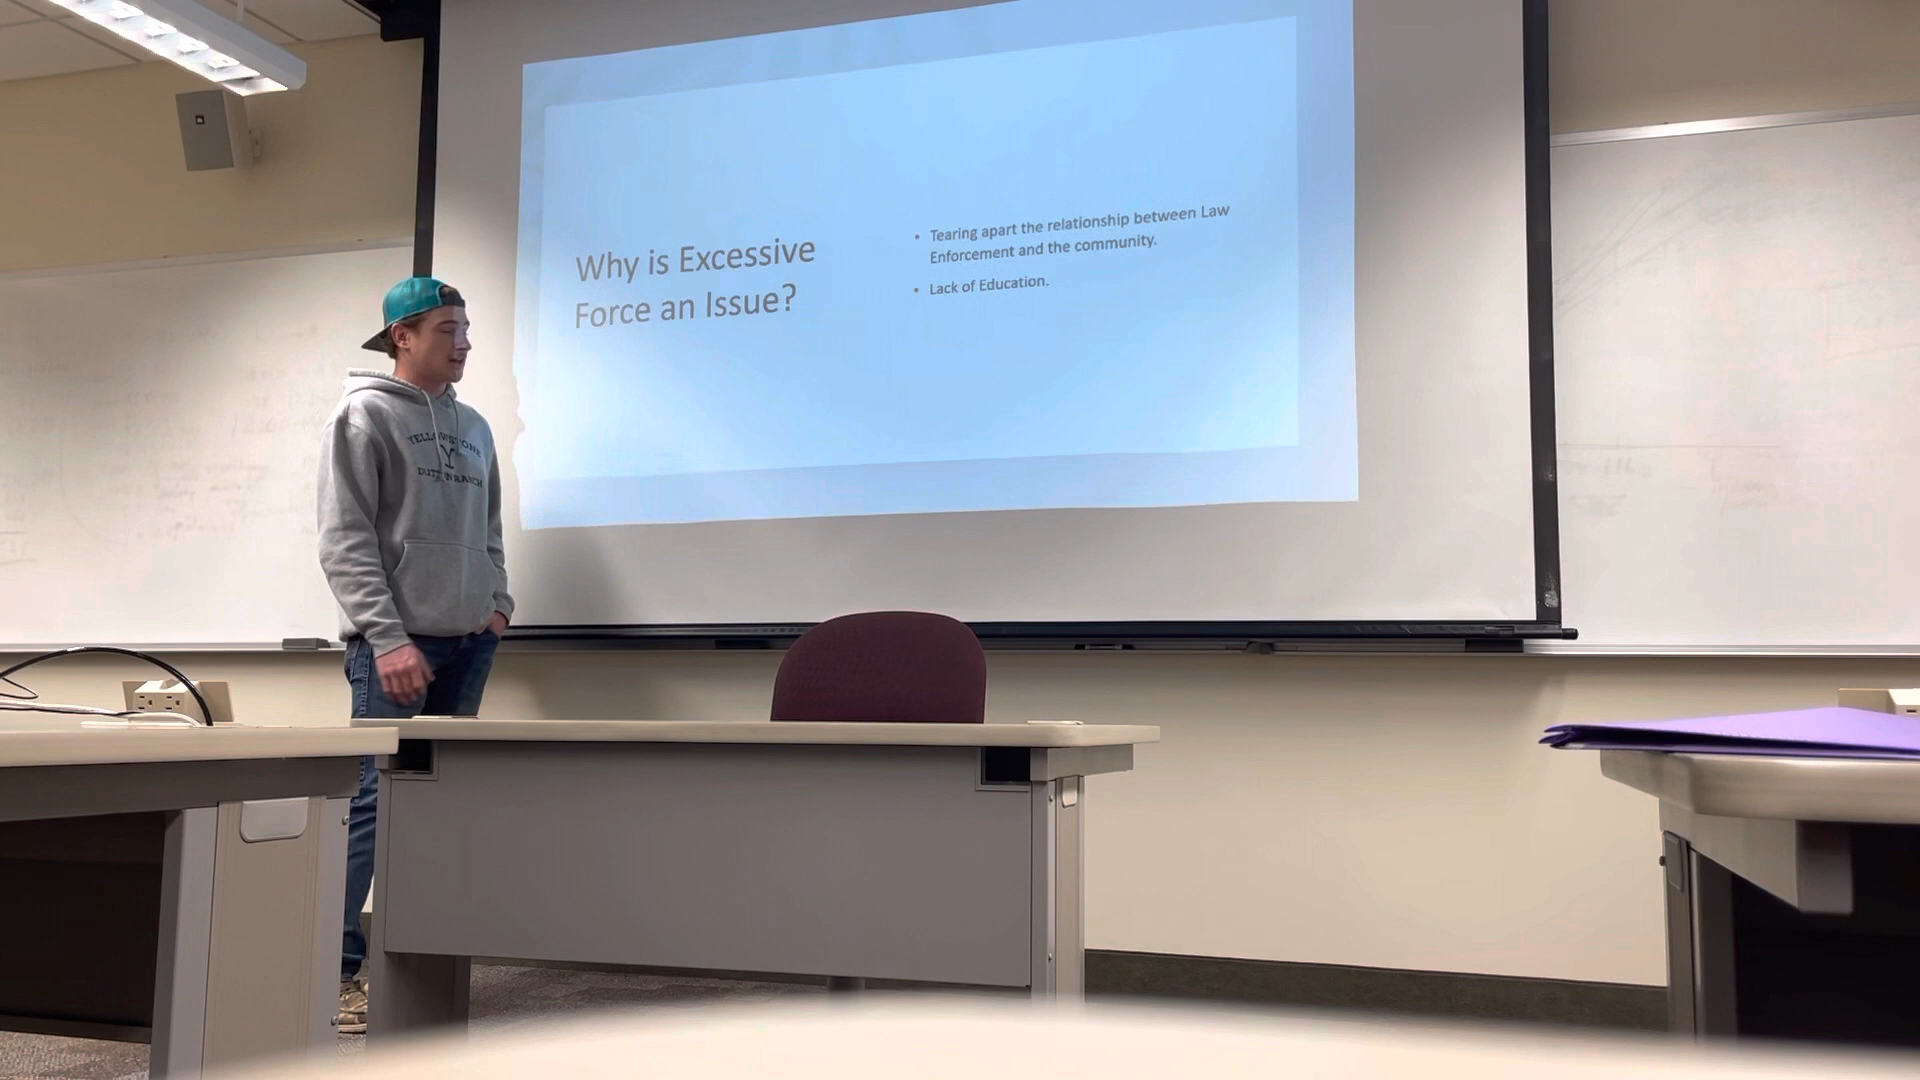 Why is Excessive
Force an Issue?
• Tearing apart the relationship between Law
Enforcement and the community.
• Lack of Education.
YELLOWSTONE
Y
DUTTON RANCH